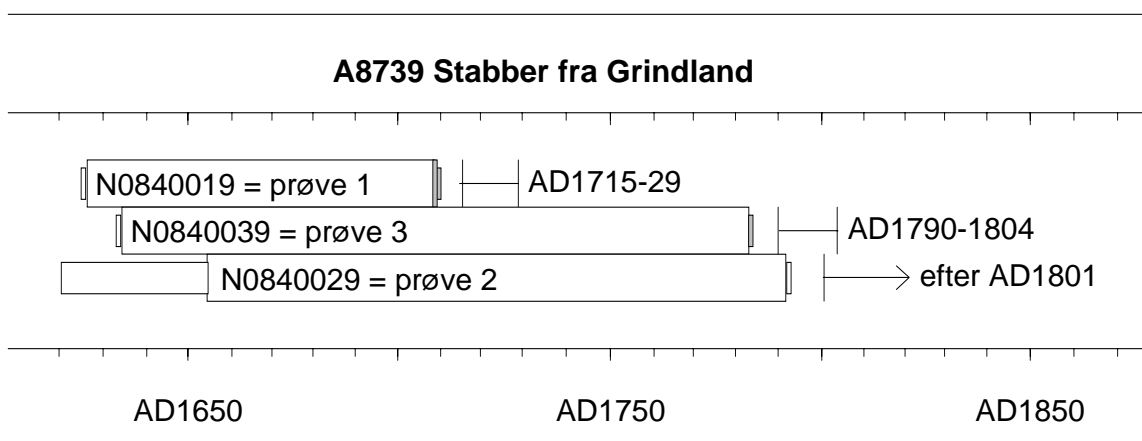 A8739 Stabber fra Grindland
N0840019 = prøve 1
AD1715-29
N0840039 = prøve 3
AD1790-1804
N0840029 = prøve 2
efter AD1801
AD1650 AD1750 AD1850